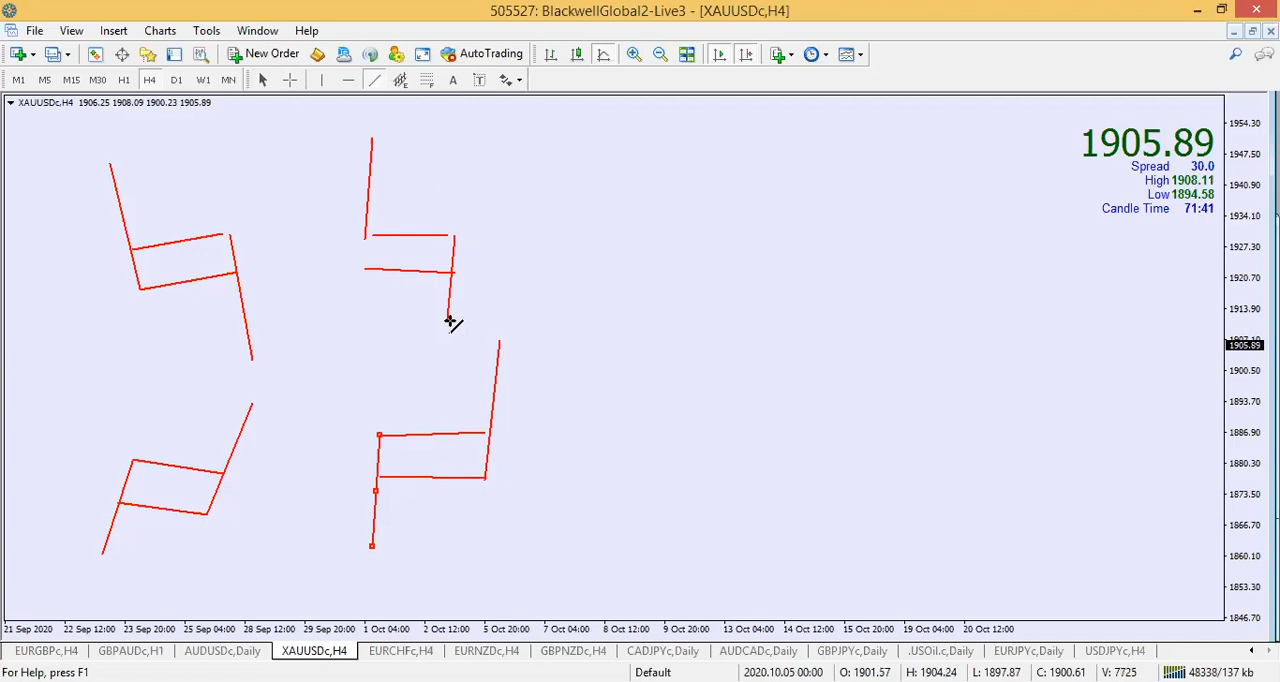 505527: BlackwellGlobal2-Live3 - [XAUUSDc,H4]
File View Insert Charts Tools Window Help
New Order AutoTrading
M1 M5 M15 M30 H1 H4 D1 W1 MN A T
XAUUSDc,H4 1906.25 1908.09 1900.23 1905.89
1905.89
Spread 30.0
High 1908.11
Low 1894.58
Candle Time 71:41
1954.30
1947.50
1940.90
1934.10
1927.30
1920.70
1913.90
1905.89
1900.50
1893.70
1886.90
1880.30
1873.50
1866.70
1860.10
1853.30
1846.70
21 Sep 2020 22 Sep 12:00 23 Sep 20:00 25 Sep 04:00 28 Sep 12:00 29 Sep 20:00 1 Oct 04:00 2 Oct 12:00 5 Oct 20:00 7 Oct 04:00 8 Oct 12:00 9 Oct 20:00 13 Oct 04:00 14 Oct 12:00 15 Oct 20:00 19 Oct 04:00 20 Oct 12:00
EURGBPc,H4 GBPAUDc,H1 AUDUSDc,Daily XAUUSDc,H4 EURCHFc,H4 EURNZDc,H4 GBPNZDc,H4 CADJPYc,Daily AUDCADc,Daily GBPJPYc,Daily .USOil.c,Daily EURJPYc,Daily USDJPYc,H4
For Help, press F1 Default 2020.10.05 00:00 O: 1901.57 H: 1904.24 L: 1897.87 C: 1900.61 V: 7725 48338/137 kb